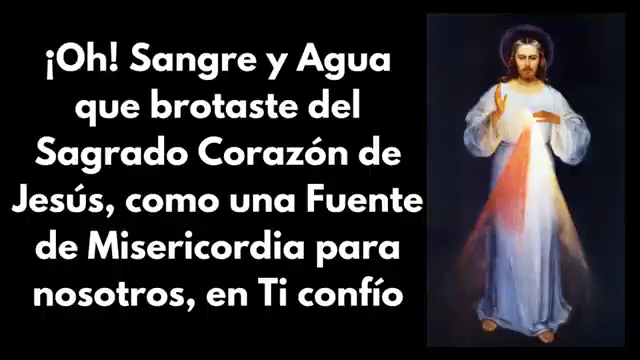 ¡Oh! Sangre y Agua
que brotaste del
Sagrado Corazón de
Jesús, como una Fuente
de Misericordia para
nosotros, en Ti confío